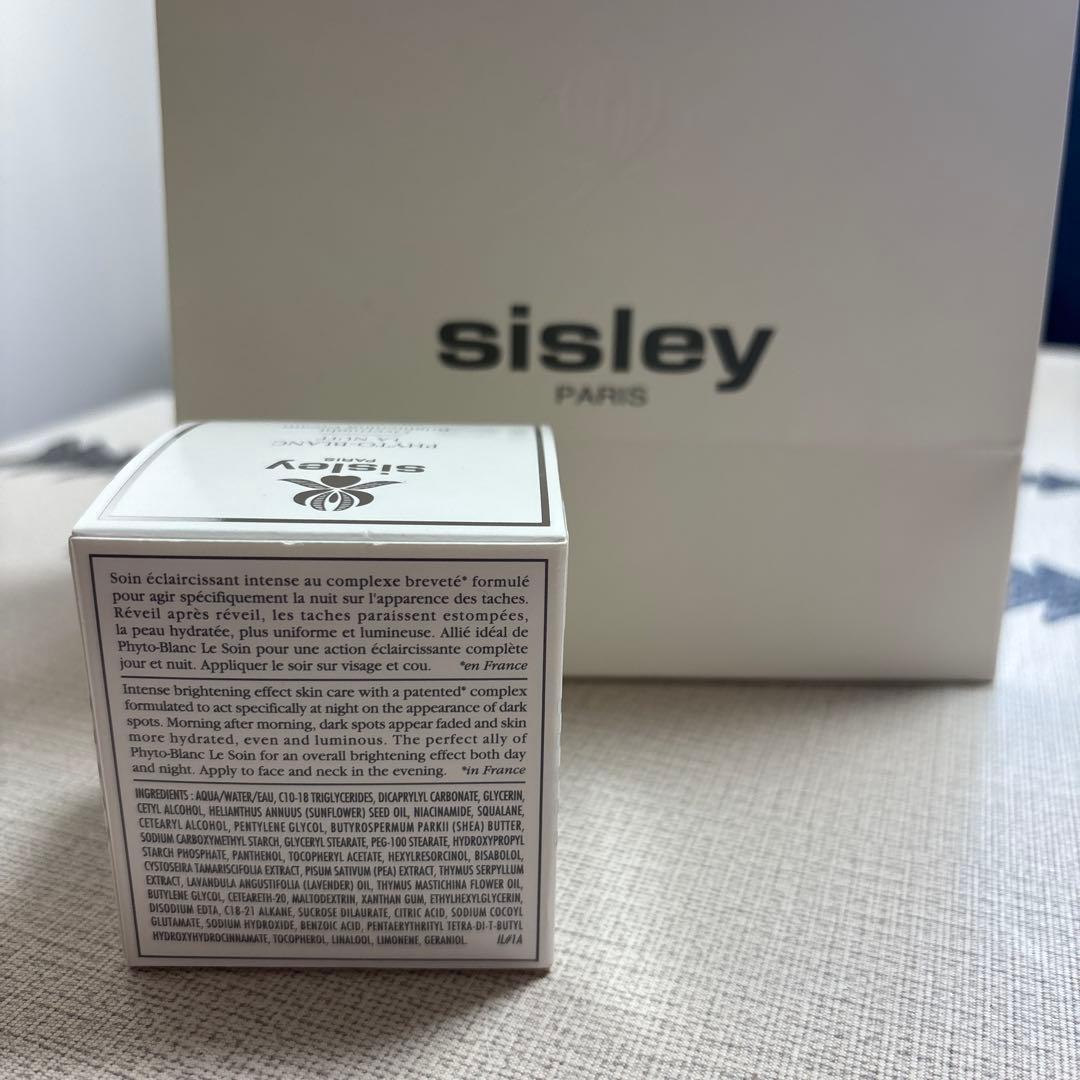 sisley
PARIS
PHYTO-BLANC
LA NUIT
sisley
PARIS
Soin éclaircissant intense au complexe breveté* formulé
pour agir spécifiquement la nuit sur l'apparence des taches.
Réveil après réveil, les taches paraissent estompées,
la peau hydratée, plus uniforme et lumineuse. Allié idéal de
Phyto-Blanc Le Soin pour une action éclaircissante complète
jour et nuit. Appliquer le soir sur visage et cou. *en France
Intense brightening effect skin care with a patented* complex
formulated to act specifically at night on the appearance of dark
spots. Morning after morning, dark spots appear faded and skin
more hydrated, even and luminous. The perfect ally of
Phyto-Blanc Le Soin for an overall brightening effect both day
and night. Apply to face and neck in the evening. *in France
INGREDIENTS : AQUA/WATER/EAU, C10-18 TRIGLYCERIDES, DICAPRYLYL CARBONATE, GLYCERIN,
CETYL ALCOHOL, HELIANTHUS ANNUUS (SUNFLOWER) SEED OIL, NIACINAMIDE, SQUALANE,
CETEARYL ALCOHOL, PENTYLENE GLYCOL, BUTYROSPERMUM PARKII (SHEA) BUTTER,
SODIUM CARBOXYMETHYL STARCH, GLYCERYL STEARATE, PEG-100 STEARATE, HYDROXYPROPYL
STARCH PHOSPHATE, PANTHENOL, TOCOPHERYL ACETATE, HEXYLRESORCINOL, BISABOLOL,
CYSTOSEIRA TAMARISCIFOLIA EXTRACT, PISUM SATIVUM (PEA) EXTRACT, THYMUS SERPYLLUM
EXTRACT, LAVANDULA ANGUSTIFOLIA (LAVENDER) OIL, THYMUS MASTICHINA FLOWER OIL,
BUTYLENE GLYCOL, CETEARETH-20, MALTODEXTRIN, XANTHAN GUM, ETHYLHEXYLGLYCERIN,
DISODIUM EDTA, C18-21 ALKANE, SUCROSE DILAURATE, CITRIC ACID, SODIUM COCOYL
GLUTAMATE, SODIUM HYDROXIDE, BENZOIC ACID, PENTAERYTHRITYL TETRA-DI-T-BUTYL
HYDROXYHYDROCINNAMATE, TOCOPHEROL, LINALOOL, LIMONENE, GERANIOL. IL#1A